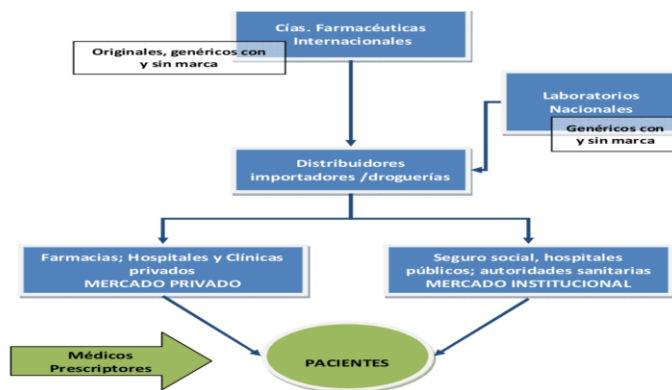 Cías. Farmacéuticas
Internacionales
Originales, genéricos con
y sin marca
Laboratorios
Nacionales
Genéricos con
y sin marca
Distribuidores
importadores /droguerías
Farmacias; Hospitales y Clínicas
privados
MERCADO PRIVADO
Seguro social, hospitales
públicos; autoridades sanitarias
MERCADO INSTITUCIONAL
Médicos
Prescriptores
PACIENTES